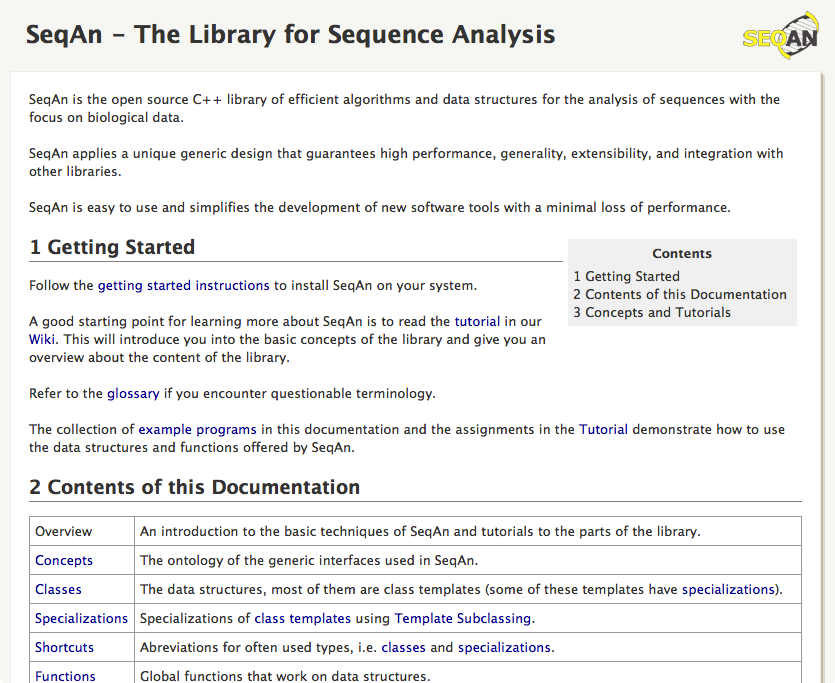 SeqAn – The Library for Sequence Analysis
SEQAN
SeqAn is the open source C++ library of efficient algorithms and data structures for the analysis of sequences with the
focus on biological data.
SeqAn applies a unique generic design that guarantees high performance, generality, extensibility, and integration with
other libraries.
SeqAn is easy to use and simplifies the development of new software tools with a minimal loss of performance.
1 Getting Started
Contents
1 Getting Started
2 Contents of this Documentation
3 Concepts and Tutorials
Follow the getting started instructions to install SeqAn on your system.
A good starting point for learning more about SeqAn is to read the tutorial in our
Wiki. This will introduce you into the basic concepts of the library and give you an
overview about the content of the library.
Refer to the glossary if you encounter questionable terminology.
The collection of example programs in this documentation and the assignments in the Tutorial demonstrate how to use
the data structures and functions offered by SeqAn.
2 Contents of this Documentation
Overview An introduction to the basic techniques of SeqAn and tutorials to the parts of the library.
Concepts The ontology of the generic interfaces used in SeqAn.
Classes The data structures, most of them are class templates (some of these templates have specializations).
Specializations Specializations of class templates using Template Subclassing.
Shortcuts Abreviations for often used types, i.e. classes and specializations.
Functions Global functions that work on data structures.